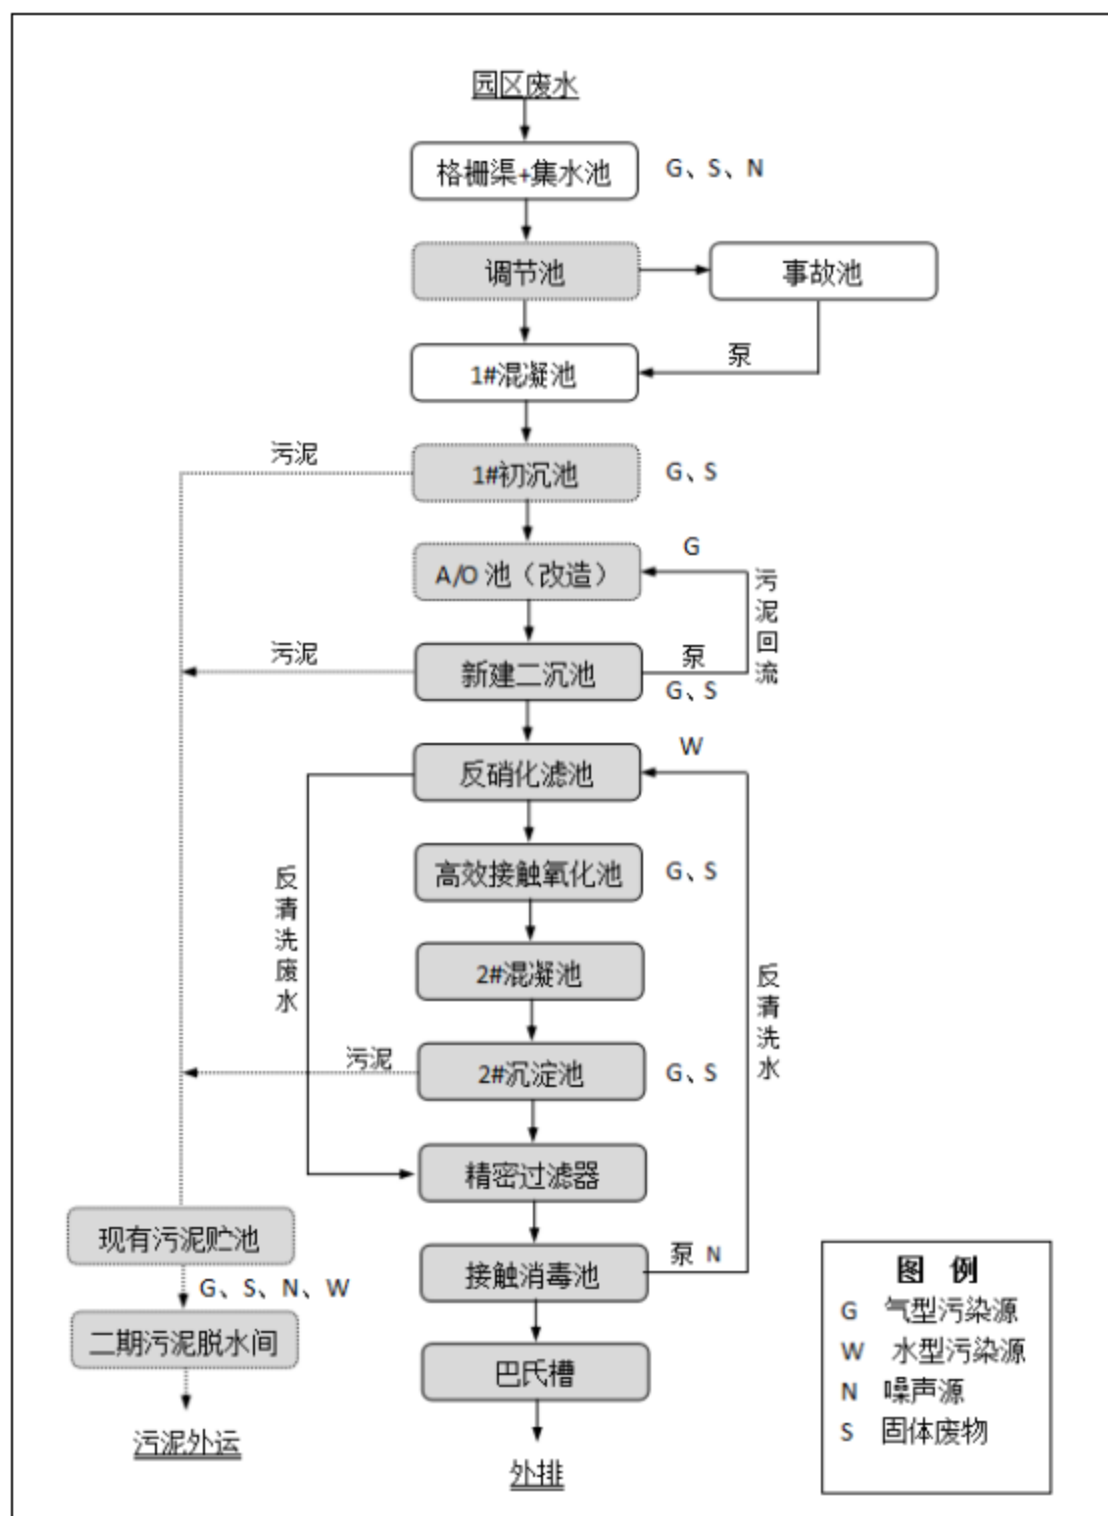 园区废水
格栅渠+集水池
G、S、N
调节池
事故池
泵
1#混凝池
污泥
1#初沉池
G、S
G
A/O 池（改造）
污泥回流
污泥
新建二沉池
泵
G、S
W
反硝化滤池
高效接触氧化池
G、S
反清洗废水
2#混凝池
反清洗水
污泥
2#沉淀池
G、S
精密过滤器
现有污泥贮池
接触消毒池
泵 N
G、S、N、W
二期污泥脱水间
巴氏槽
污泥外运
外排
图 例
G 气型污染源
W 水型污染源
N 噪声源
S 固体废物